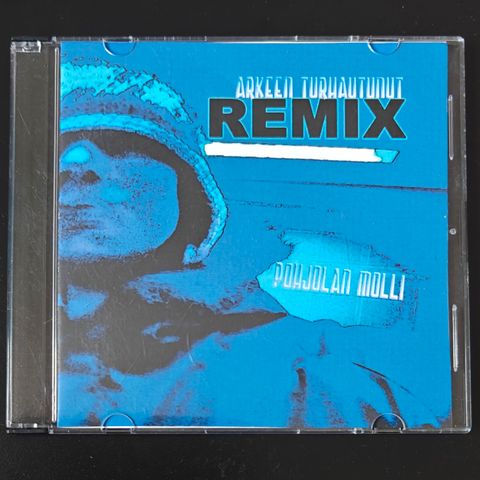 ARKEEN TURHAUTUNUT
REMIX
POHJOLAN MOLLI